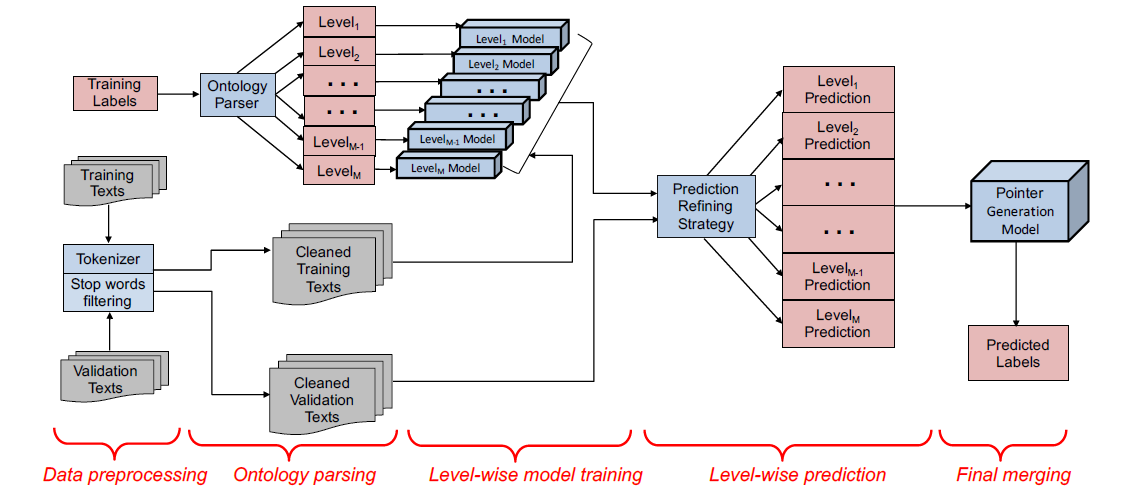 Training
Labels
Ontology
Parser
Level1
Level2
...
...
LevelM-1
LevelM
Level1 Model
Level2 Model
...
...
LevelM-1 Model
LevelM Model
Training
Texts
Tokenizer
Stop words
filtering
Validation
Texts
Cleaned
Training
Texts
Cleaned
Validation
Texts
Prediction
Refining
Strategy
Level1
Prediction
Level2
Prediction
...
...
LevelM-1
Prediction
LevelM
Prediction
Pointer
Generation
Model
Predicted
Labels
Data preprocessing
Ontology parsing
Level-wise model training
Level-wise prediction
Final merging